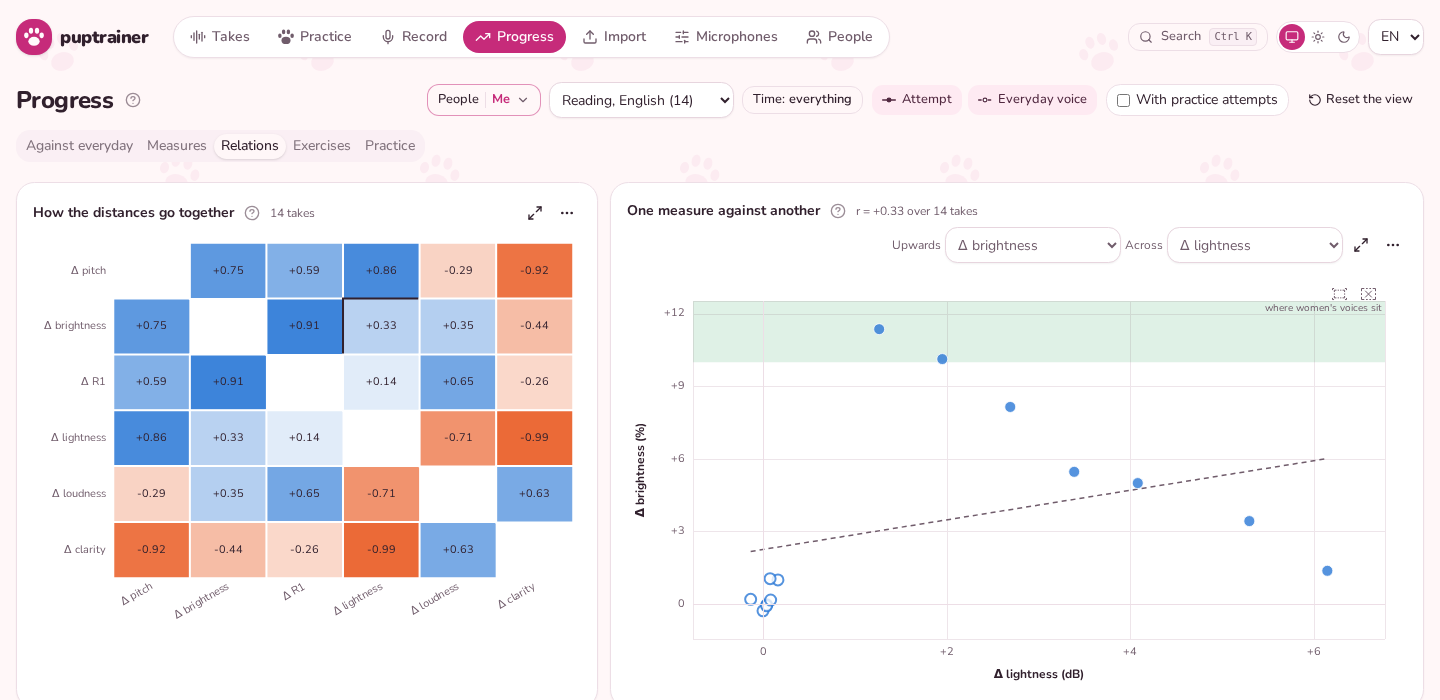 puptrainer
Takes
Practice
Record
Progress
Import
Microphones
People
Search Ctrl K
EN
Progress
People Me
Reading, English (14)
Time: everything
Attempt
Everyday voice
With practice attempts
Reset the view
Against everyday
Measures
Relations
Exercises
Practice
How the distances go together
14 takes
Δ pitch +0.75 +0.59 +0.86 -0.29 -0.92
Δ brightness +0.75 +0.91 +0.33 +0.35 -0.44
Δ R1 +0.59 +0.91 +0.14 +0.65 -0.26
Δ lightness +0.86 +0.33 +0.14 -0.71 -0.99
Δ loudness -0.29 +0.35 +0.65 -0.71 +0.63
Δ clarity -0.92 -0.44 -0.26 -0.99 +0.63
Δ pitch Δ brightness Δ R1 Δ lightness Δ loudness Δ clarity
One measure against another
r = +0.33 over 14 takes
Upwards Δ brightness Across Δ lightness
where women's voices sit
+12
+9
+6
+3
0
Δ brightness (%)
0 +2 +4 +6
Δ lightness (dB)